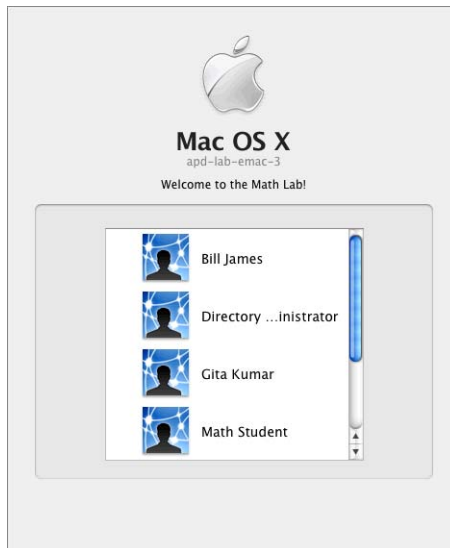 Mac OS X
apd-lab-emac-3
Welcome to the Math Lab!
Bill James
Directory ...inistrator
Gita Kumar
Math Student